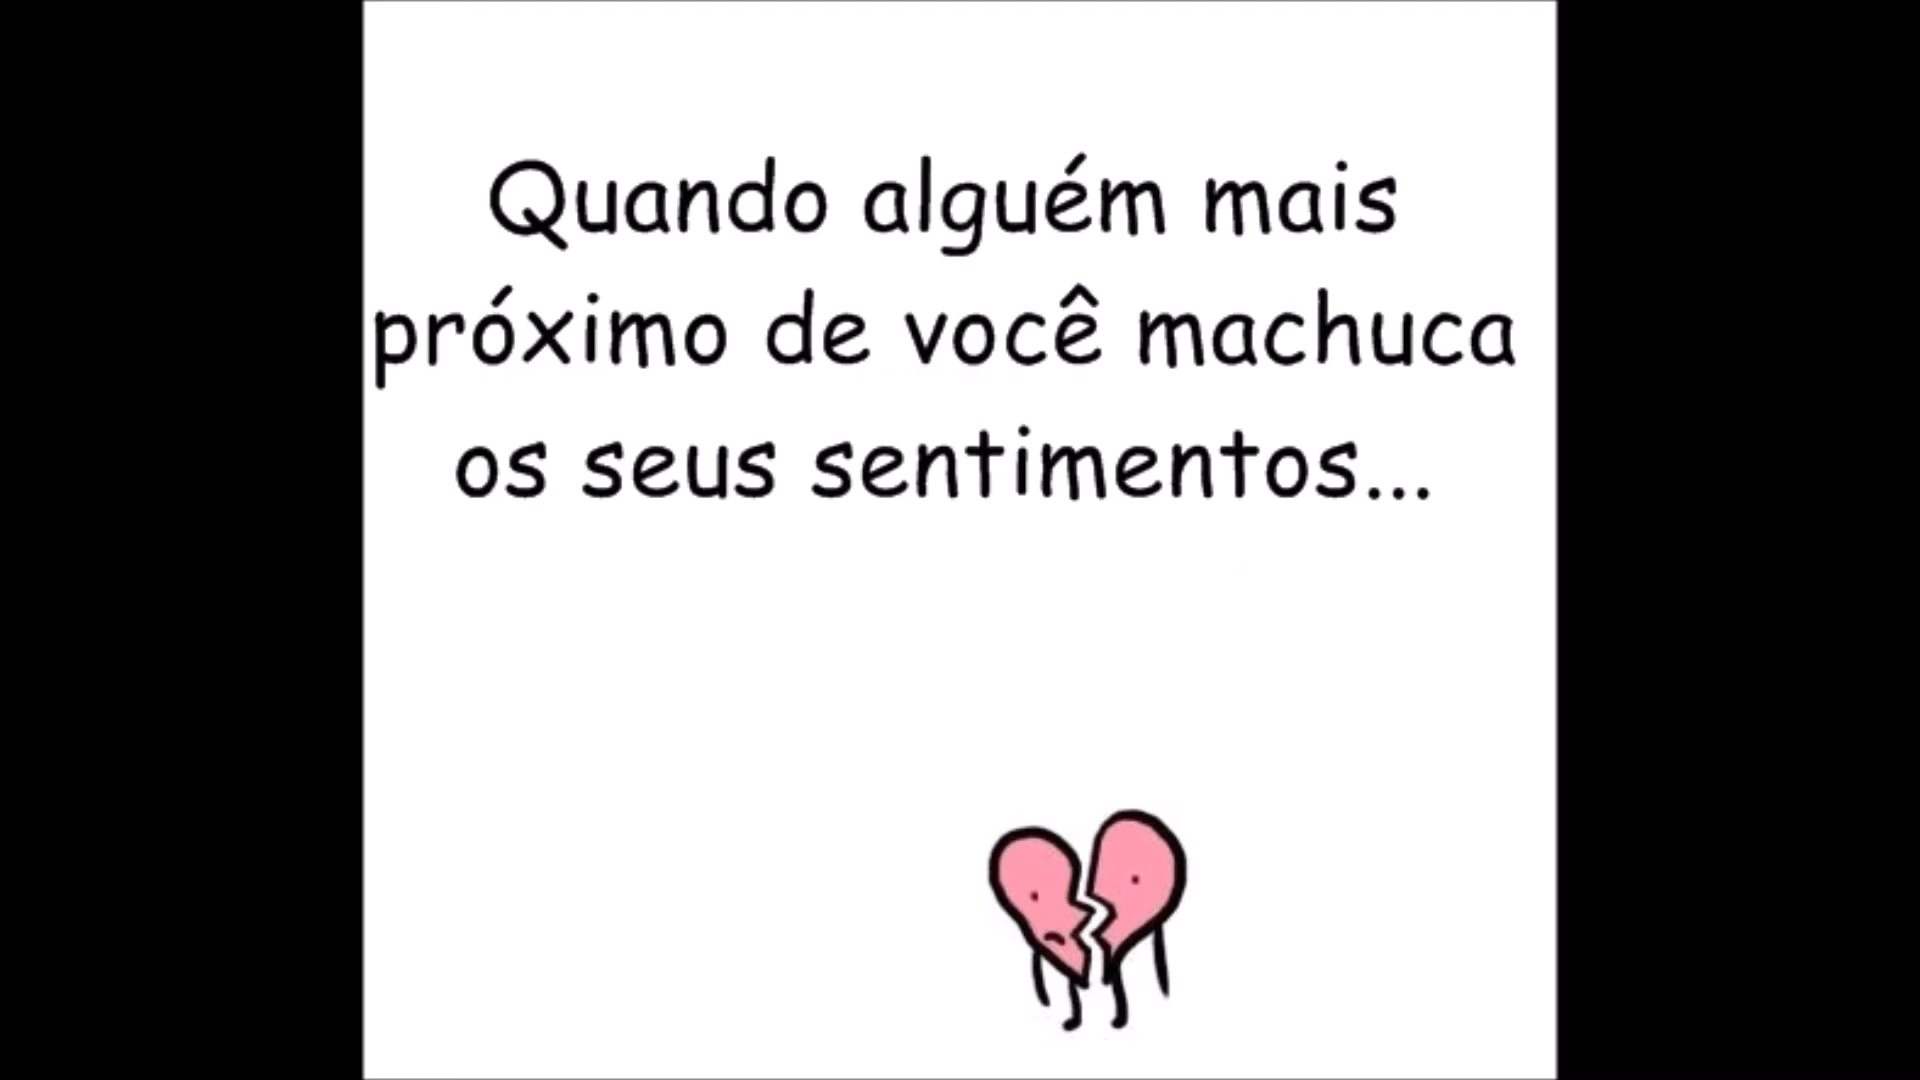 Quando alguém mais
próximo de você machuca
os seus sentimentos...